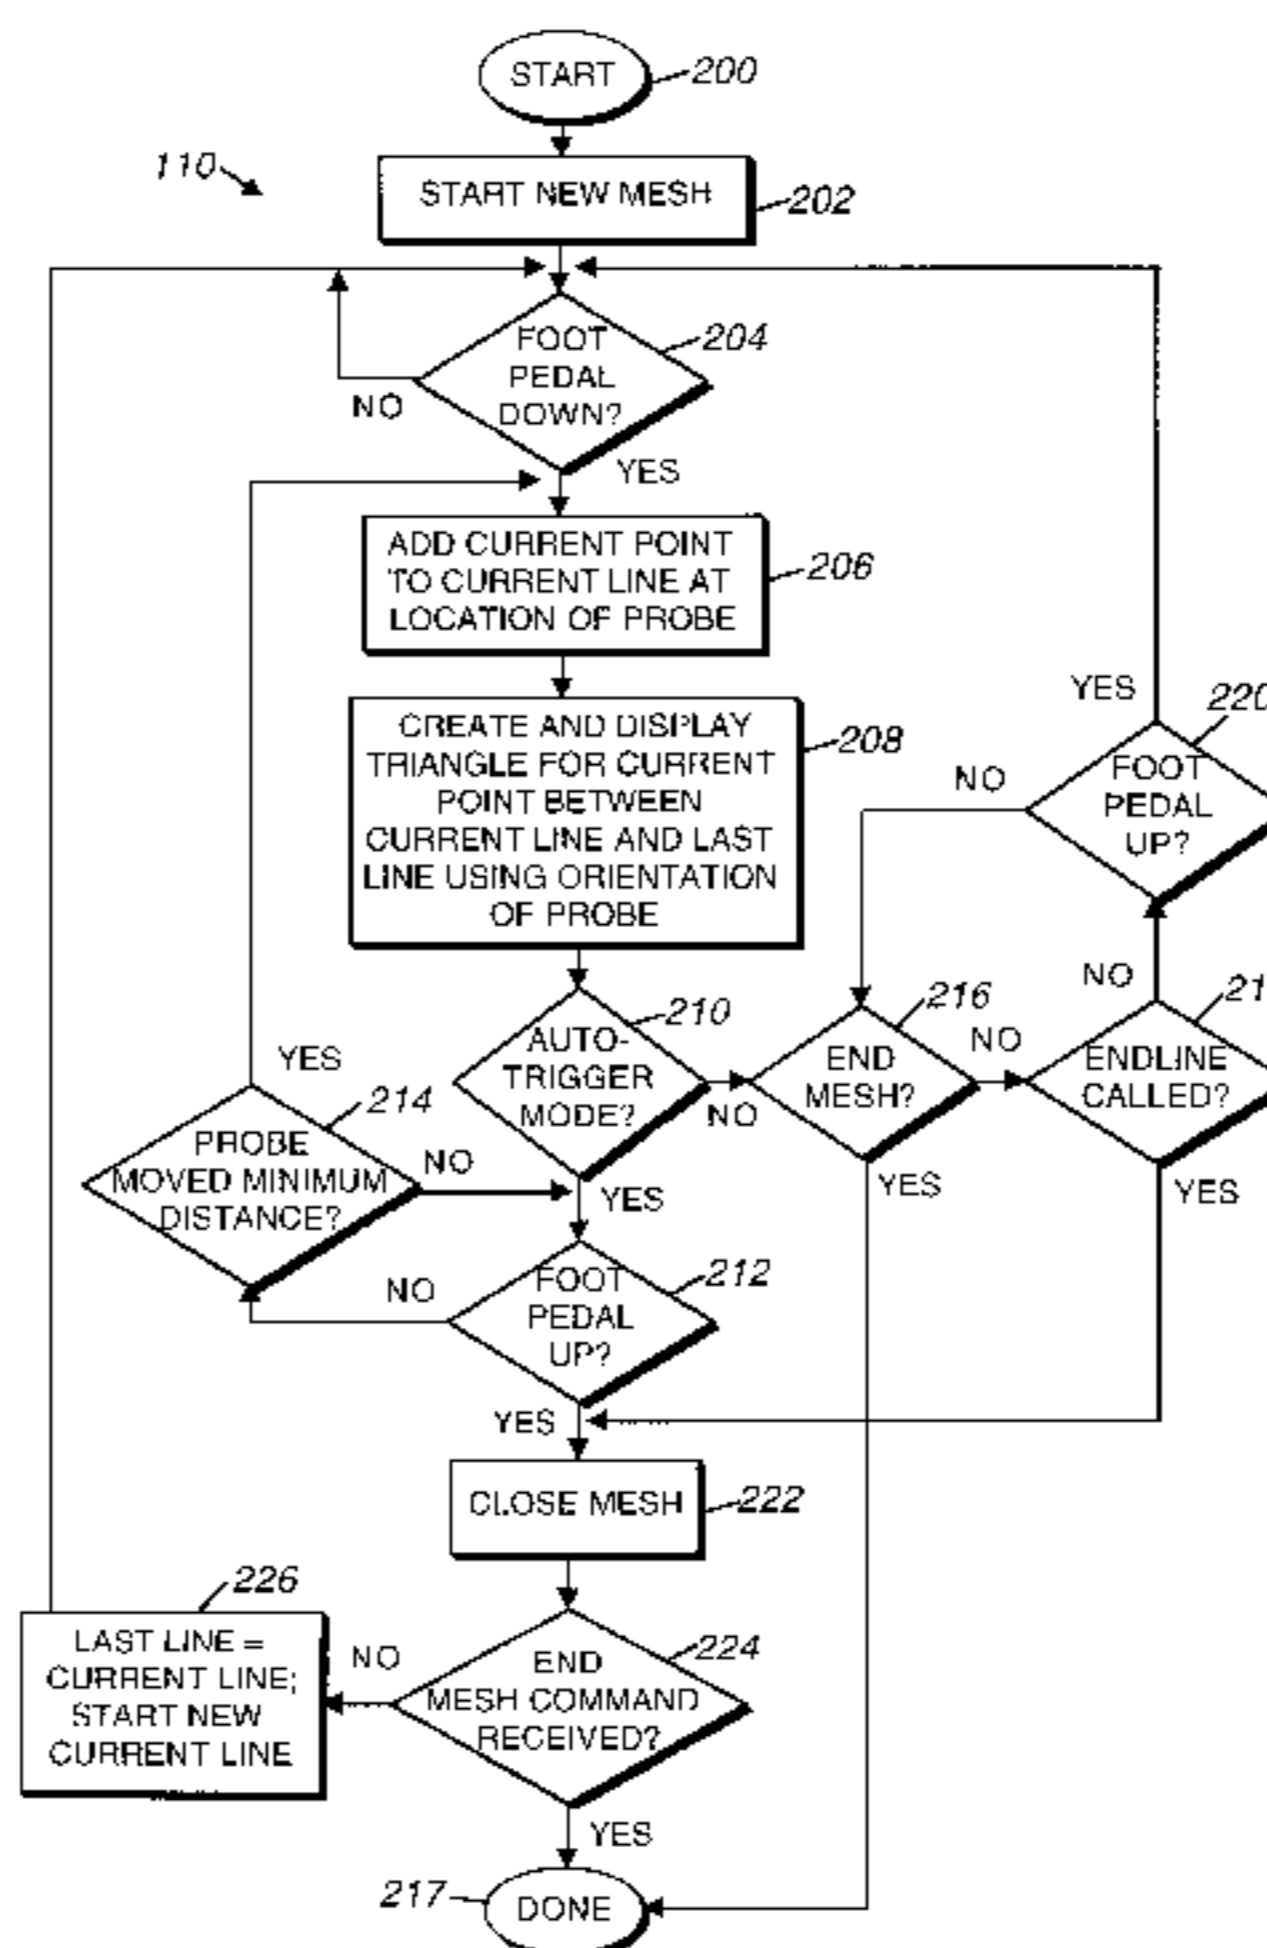 START
200
110
START NEW MESH
202
FOOT
PEDAL
DOWN?
204
NO
YES
ADD CURRENT POINT
TO CURRENT LINE AT
LOCATION OF PROBE
206
CREATE AND DISPLAY
TRIANGLE FOR CURRENT
POINT BETWEEN
CURRENT LINE AND LAST
LINE USING ORIENTATION
OF PROBE
208
YES
220
FOOT
PEDAL
UP?
NO
AUTO-
TRIGGER
MODE?
210
NO
YES
END
MESH?
216
NO
YES
ENDLINE
CALLED?
21
NO
YES
YES
214
PROBE
MOVED MINIMUM
DISTANCE?
NO
FOOT
PEDAL
UP?
212
NO
YES
CLOSE MESH
222
226
LAST LINE =
CURRENT LINE;
START NEW
CURRENT LINE
NO
END
MESH COMMAND
RECEIVED?
224
YES
217
DONE